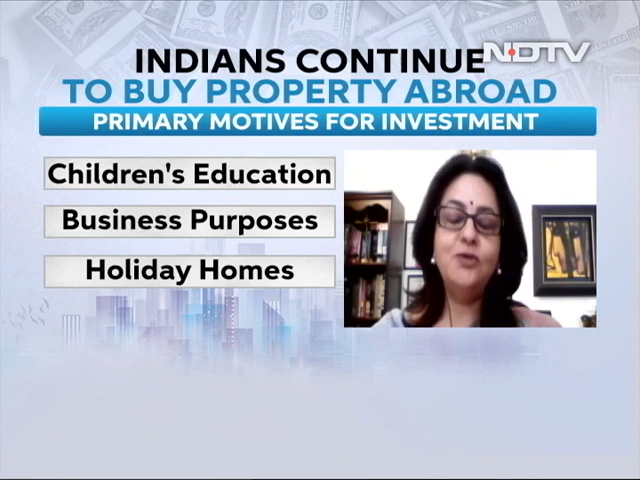 INDIANS CONTINUE
NDTV
TO BUY PROPERTY ABROAD
PRIMARY MOTIVES FOR INVESTMENT
Children's Education
Business Purposes
Holiday Homes